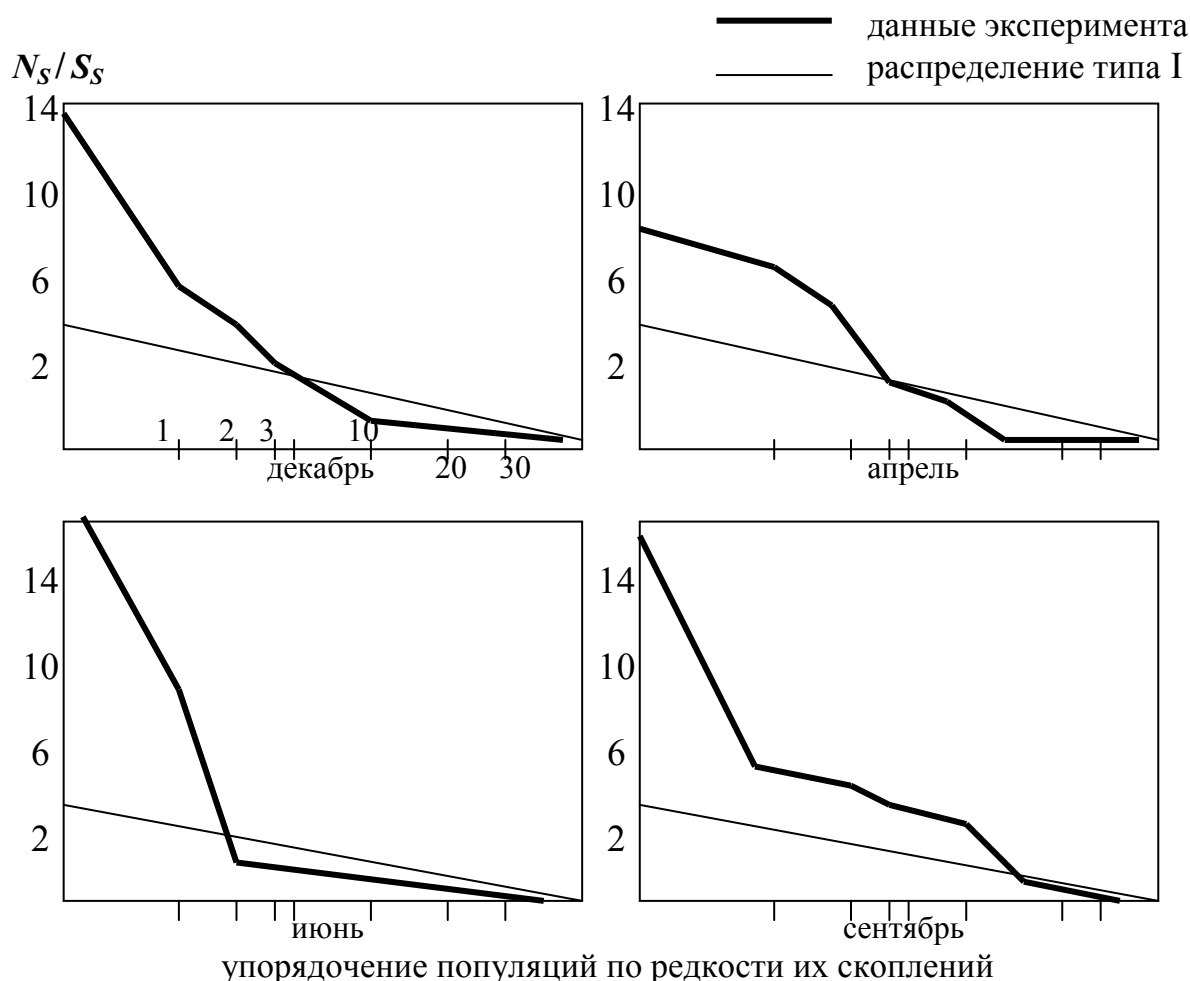 данные эксперимента
распределение типа I
N_S / S_S
14
10
6
2
1 2 3 10
20 30
декабрь
14
10
6
2
апрель
14
10
6
2
июнь
14
10
6
2
сентябрь
упорядочение популяций по редкости их скоплений